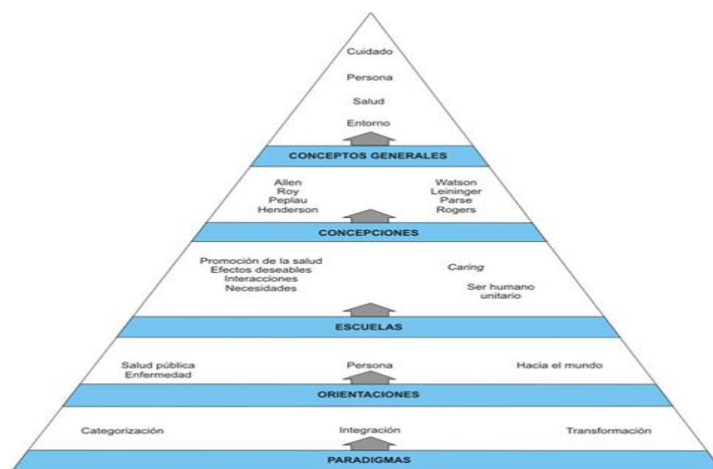 Cuidado
Persona
Salud
Entorno
CONCEPTOS GENERALES
Allen
Roy
Peplau
Henderson
Watson
Leininger
Parse
Rogers
CONCEPCIONES
Promoción de la salud
Efectos deseables
Interacciones
Necesidades
Caring
Ser humano
unitario
ESCUELAS
Salud pública
Enfermedad
Persona
Hacia el mundo
ORIENTACIONES
Categorización
Integración
Transformación
PARADIGMAS